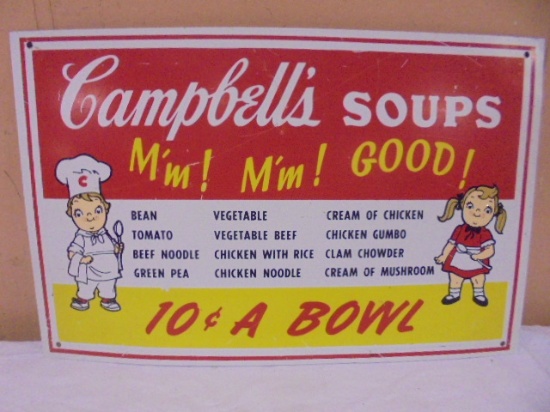 Campbell's SOUPS
M'm! M'm! GOOD!
C
BEAN VEGETABLE CREAM OF CHICKEN
TOMATO VEGETABLE BEEF CHICKEN GUMBO
BEEF NOODLE CHICKEN WITH RICE CLAM CHOWDER
GREEN PEA CHICKEN NOODLE CREAM OF MUSHROOM
10¢ A BOWL